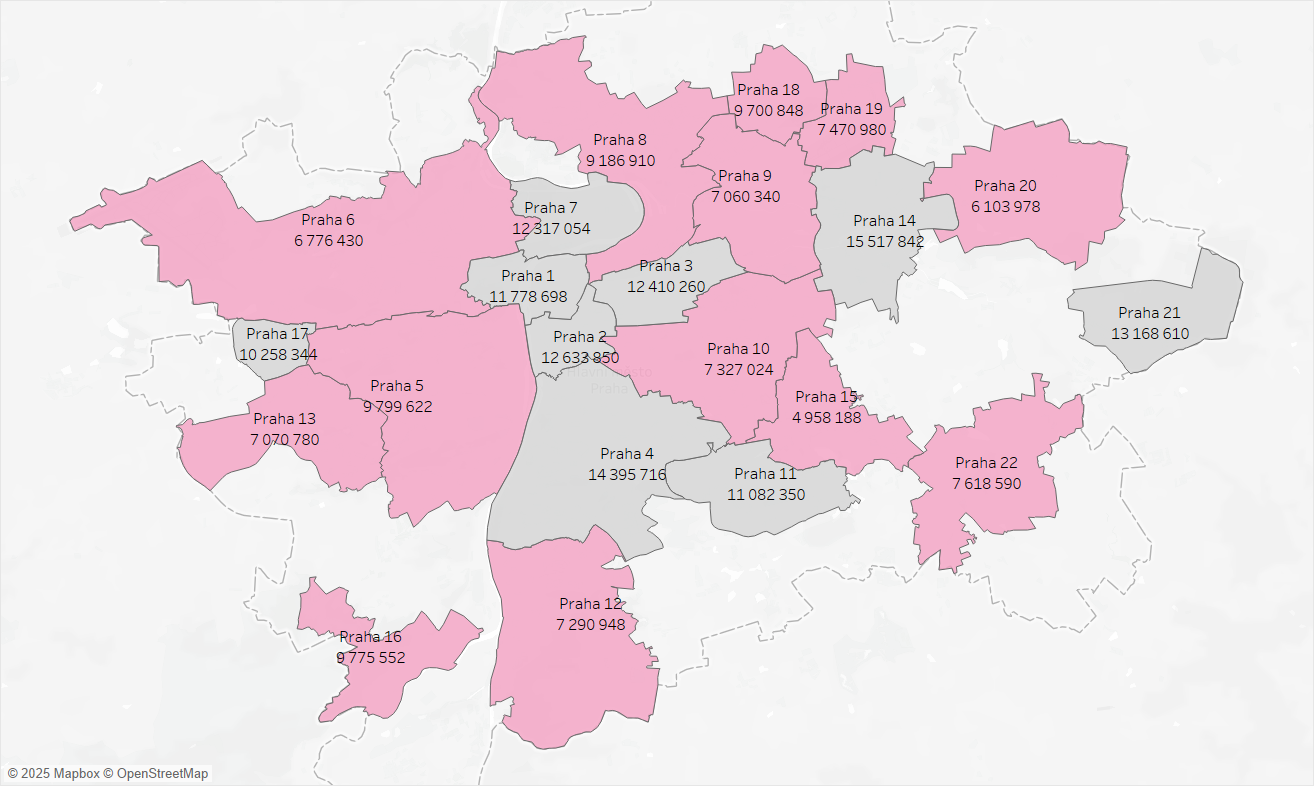 Praha 18
9 700 848
Praha 19
7 470 980
Praha 8
9 186 910
Praha 9
7 060 340
Praha 20
6 103 978
Praha 6
6 776 430
Praha 7
12 317 054
Praha 14
15 517 842
Praha 3
12 410 260
Praha 1
11 778 698
Praha 21
13 168 610
Praha 17
10 258 344
Praha 2
12 633 850
Praha 10
7 327 024
Praha
Praha 5
9 799 622
Praha 15
4 958 188
Praha 13
7 070 780
Praha 4
14 395 716
Praha 11
11 082 350
Praha 22
7 618 590
Praha 12
7 290 948
Praha 16
9 775 552
© 2025 Mapbox © OpenStreetMap